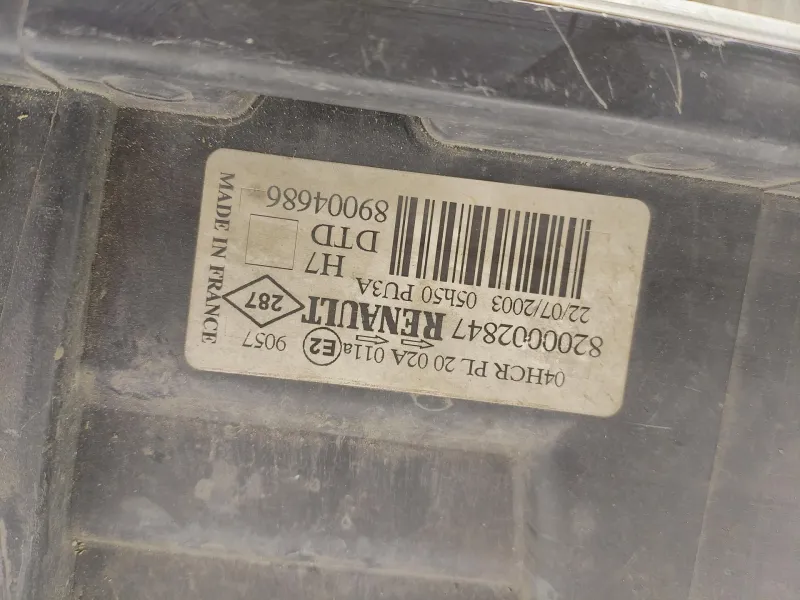 04HCR PL 20 02A 011a E2 9057
8200002847 RENAULT 287
22/07/2003 05h50 PU3A
H7
DTD
89004686
MADE IN FRANCE